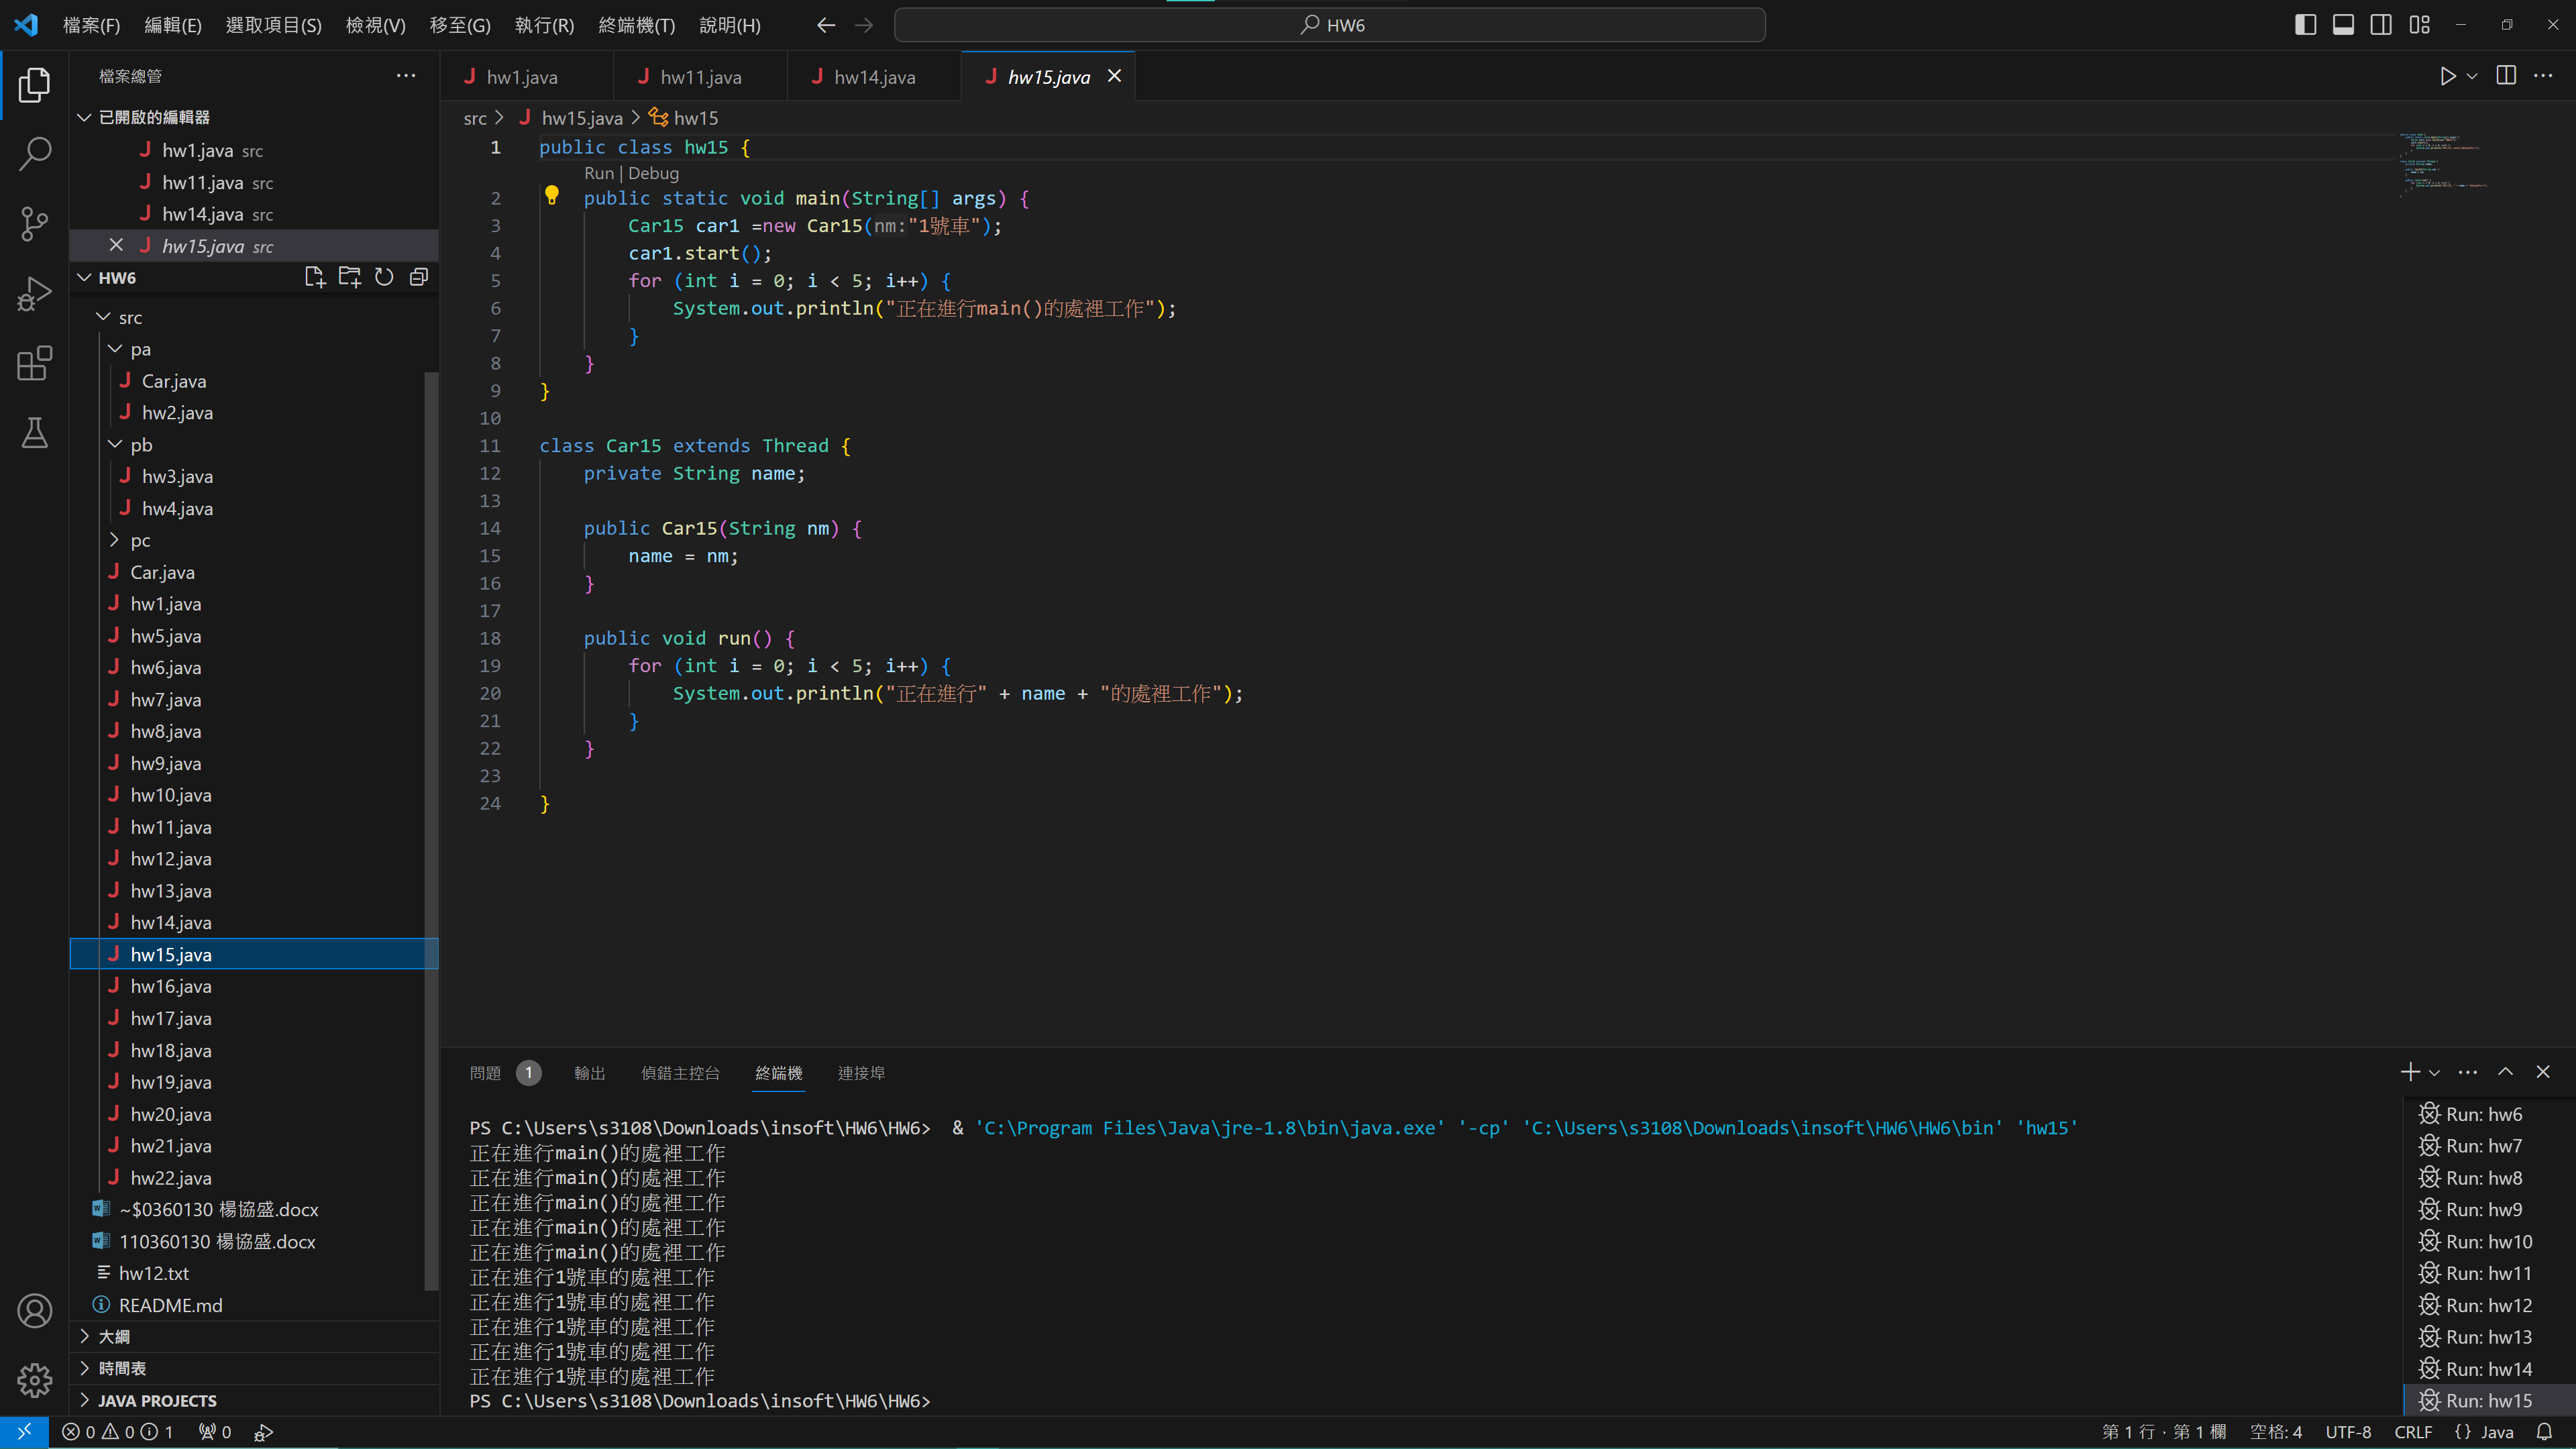 檔案(F) 編輯(E) 選取項目(S) 檢視(V) 移至(G) 執行(R) 終端機(T) 說明(H) HW6
檔案總管
已開啟的編輯器
hw1.java src
hw11.java src
hw14.java src
hw15.java src
HW6
src
pa
Car.java
hw2.java
pb
hw3.java
hw4.java
pc
Car.java
hw1.java
hw5.java
hw6.java
hw7.java
hw8.java
hw9.java
hw10.java
hw11.java
hw12.java
hw13.java
hw14.java
hw15.java
hw16.java
hw17.java
hw18.java
hw19.java
hw20.java
hw21.java
hw22.java
~$0360130 楊協盛.docx
110360130 楊協盛.docx
hw12.txt
README.md
大綱
時間表
JAVA PROJECTS
hw1.java hw11.java hw14.java hw15.java
src > hw15.java > hw15
1 public class hw15 {
Run | Debug
2 public static void main(String[] args) {
3 Car15 car1 =new Car15(nm:"1號車");
4 car1.start();
5 for (int i = 0; i < 5; i++) {
6 System.out.println("正在進行main()的處裡工作");
7 }
8 }
9 }
10
11 class Car15 extends Thread {
12 private String name;
13
14 public Car15(String nm) {
15 name = nm;
16 }
17
18 public void run() {
19 for (int i = 0; i < 5; i++) {
20 System.out.println("正在進行" + name + "的處裡工作");
21 }
22 }
23
24 }
問題 1 輸出 偵錯主控台 終端機 連接埠
PS C:\Users\s3108\Downloads\insoft\HW6\HW6> & 'C:\Program Files\Java\jre-1.8\bin\java.exe' '-cp' 'C:\Users\s3108\Downloads\insoft\HW6\HW6\bin' 'hw15'
正在進行main()的處裡工作
正在進行main()的處裡工作
正在進行main()的處裡工作
正在進行main()的處裡工作
正在進行main()的處裡工作
正在進行1號車的處裡工作
正在進行1號車的處裡工作
正在進行1號車的處裡工作
正在進行1號車的處裡工作
正在進行1號車的處裡工作
PS C:\Users\s3108\Downloads\insoft\HW6\HW6>
Run: hw6
Run: hw7
Run: hw8
Run: hw9
Run: hw10
Run: hw11
Run: hw12
Run: hw13
Run: hw14
Run: hw15
0 0 1 0 第 1 行，第 1 欄 空格: 4 UTF-8 CRLF {} Java